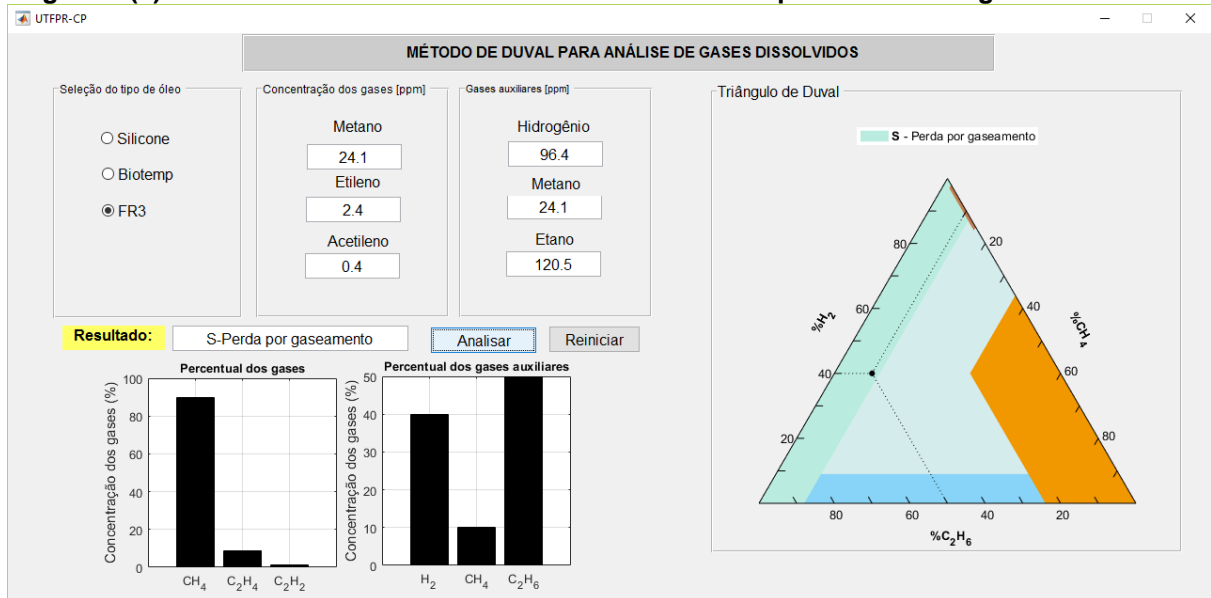 UTFPR-CP
MÉTODO DE DUVAL PARA ANÁLISE DE GASES DISSOLVIDOS
Seleção do tipo de óleo
Silicone
Biotemp
FR3
Concentração dos gases [ppm]
Metano
24.1
Etileno
2.4
Acetileno
0.4
Gases auxiliares [ppm]
Hidrogênio
96.4
Metano
24.1
Etano
120.5
Resultado:
S-Perda por gaseamento
Analisar
Reiniciar
Percentual dos gases
Concentração dos gases (%)
100
80
60
40
20
0
CH4
C2H4
C2H2
Percentual dos gases auxiliares
Concentração dos gases (%)
50
40
30
20
10
0
H2
CH4
C2H6
Triângulo de Duval
S - Perda por gaseamento
%H2
80
60
40
20
%CH4
20
40
60
80
80
60
40
20
%C2H6